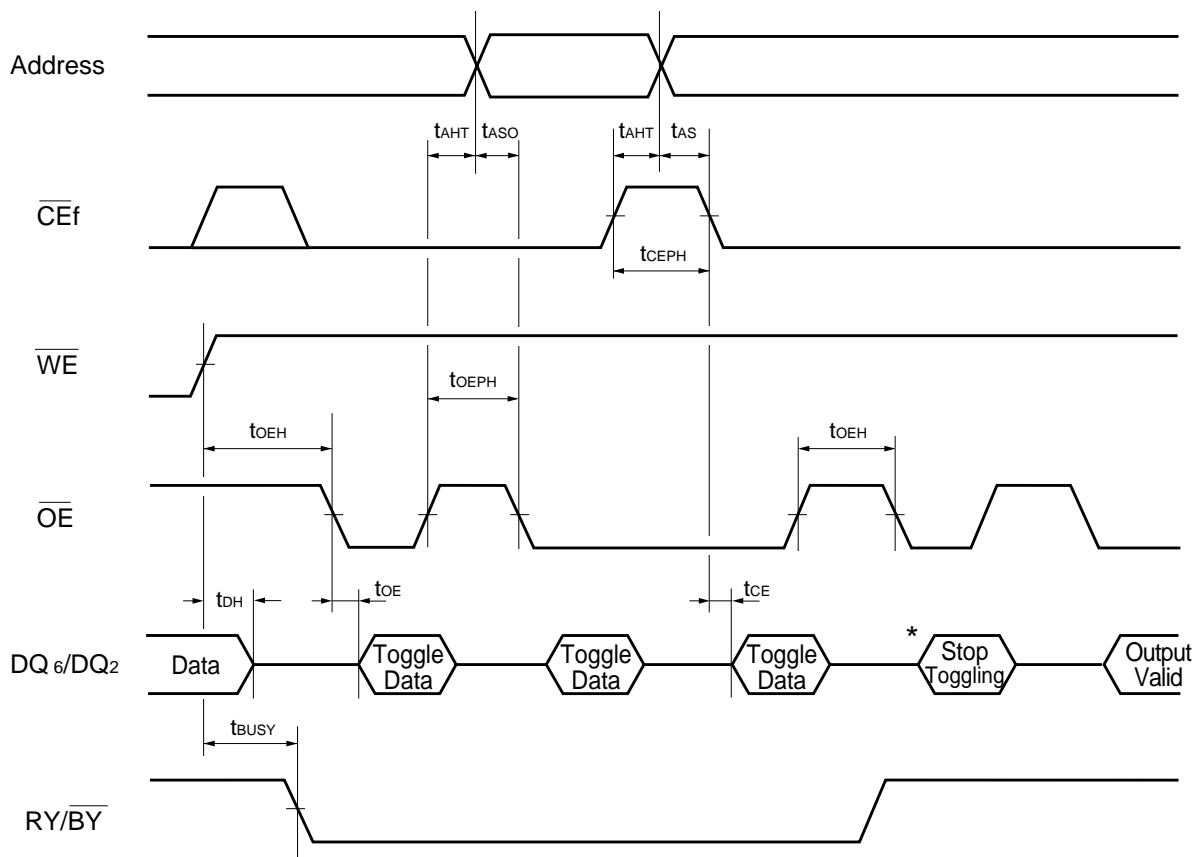 Address
tAHT tASO tAHT tAS
CEf
tCEPH
WE
tOEPH
tOEH tOEH
OE
tDH tOE tCE
DQ6/DQ2 Data Toggle Data Toggle Data Toggle Data * Stop Toggling Output Valid
tBUSY
RY/BY